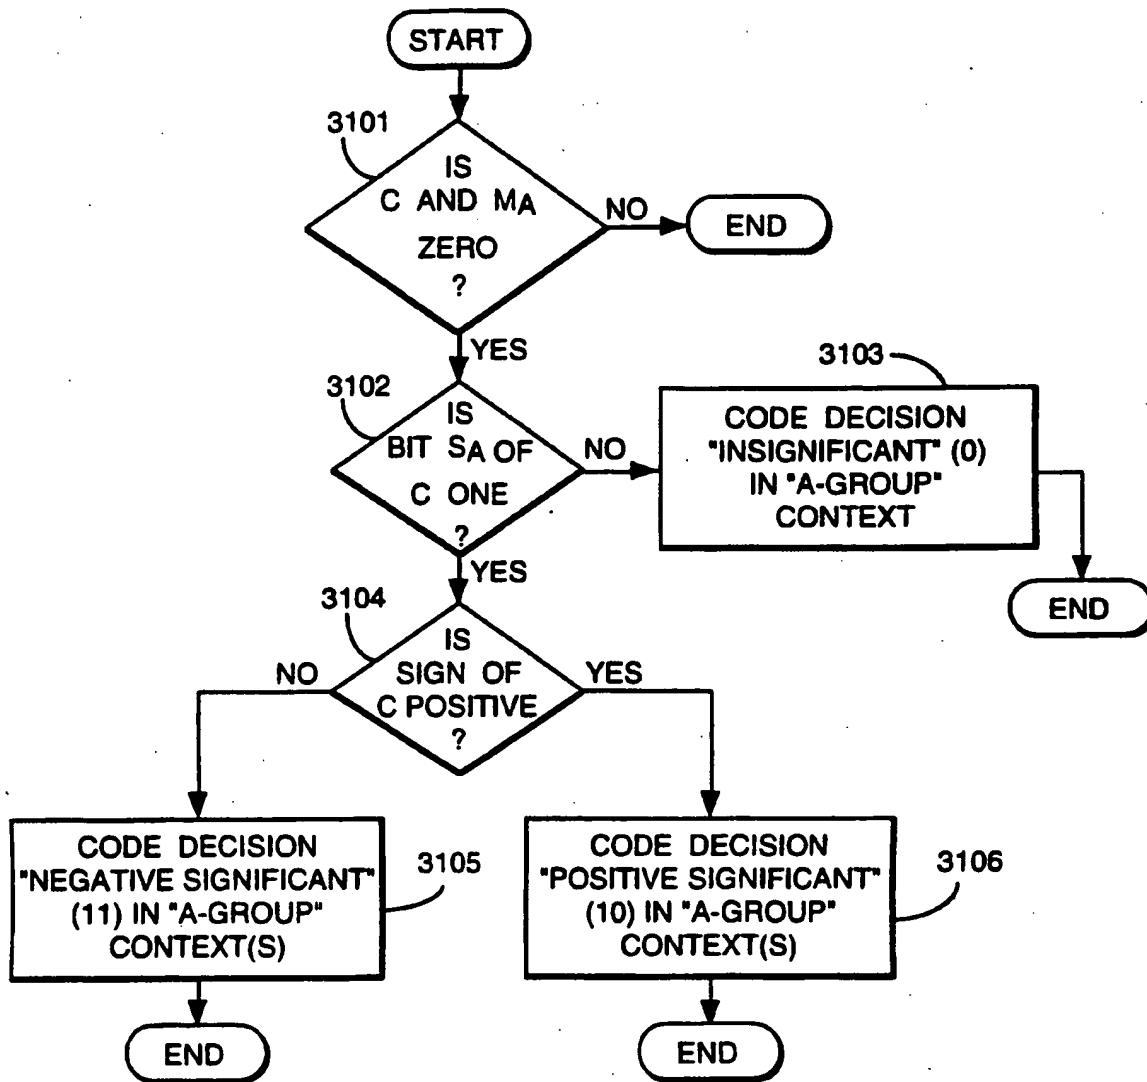 START
3101
IS
C AND MA
ZERO
?
NO
END
YES
3102
IS
BIT SA OF
C ONE
?
NO
3103
CODE DECISION
"INSIGNIFICANT" (0)
IN "A-GROUP"
CONTEXT
END
YES
3104
IS
SIGN OF
C POSITIVE
?
NO
YES
CODE DECISION
"NEGATIVE SIGNIFICANT"
(11) IN "A-GROUP"
CONTEXT(S)
3105
END
CODE DECISION
"POSITIVE SIGNIFICANT"
(10) IN "A-GROUP"
CONTEXT(S)
3106
END